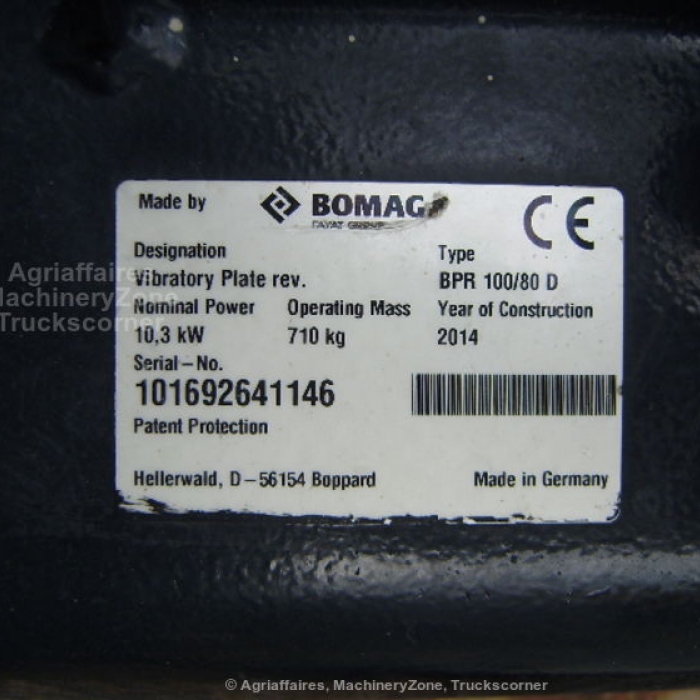 Made by BOMAG
FAYAT GROUP
CE
Designation Type
Vibratory Plate rev. BPR 100/80 D
Nominal Power Operating Mass Year of Construction
10,3 kW 710 kg 2014
Serial-No.
101692641146
Patent Protection
Hellerwald, D-56154 Boppard Made in Germany
Agriaffaires,
MachineryZone,
Truckscorner
© Agriaffaires, MachineryZone, Truckscorner